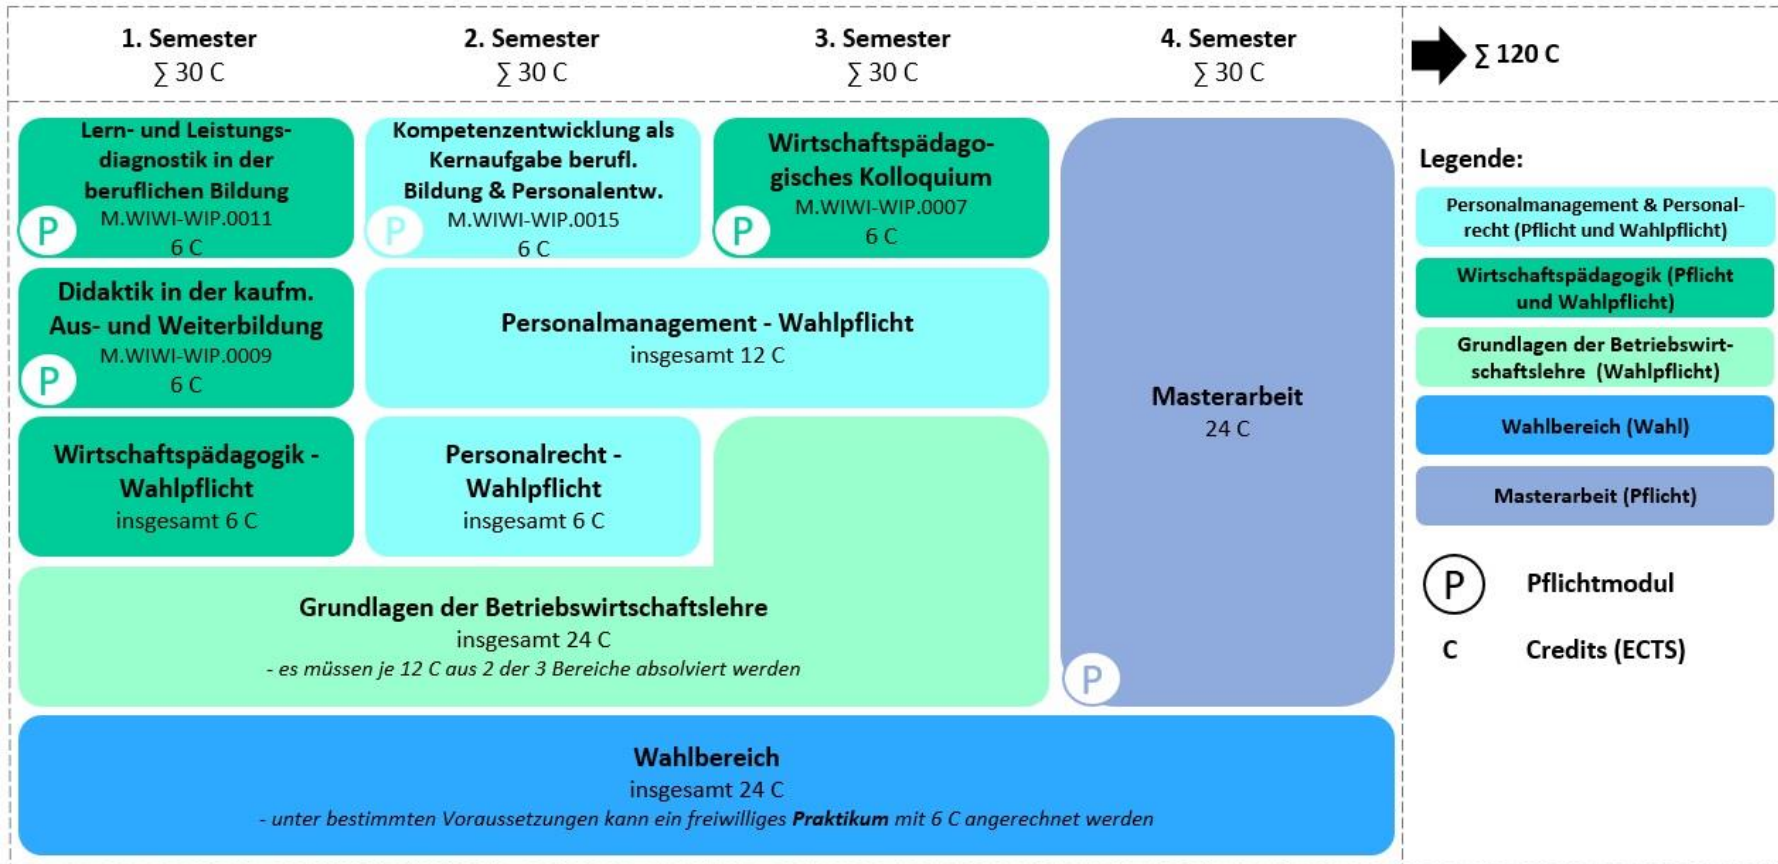 1. Semester
∑ 30 C
2. Semester
∑ 30 C
3. Semester
∑ 30 C
4. Semester
∑ 30 C
∑ 120 C
Lern- und Leistungs-
diagnostik in der
beruflichen Bildung
M.WIWI-WIP.0011
6 C
P
Kompetenzentwicklung als
Kernaufgabe berufl.
Bildung & Personalentw.
M.WIWI-WIP.0015
6 C
P
Wirtschaftspädago-
gisches Kolloquium
M.WIWI-WIP.0007
6 C
P
Didaktik in der kaufm.
Aus- und Weiterbildung
M.WIWI-WIP.0009
6 C
P
Personalmanagement - Wahlpflicht
insgesamt 12 C
Wirtschaftspädagogik -
Wahlpflicht
insgesamt 6 C
Personalrecht -
Wahlpflicht
insgesamt 6 C
Masterarbeit
24 C
P
Grundlagen der Betriebswirtschaftslehre
insgesamt 24 C
- es müssen je 12 C aus 2 der 3 Bereiche absolviert werden
Wahlbereich
insgesamt 24 C
- unter bestimmten Voraussetzungen kann ein freiwilliges Praktikum mit 6 C angerechnet werden
Legende:
Personalmanagement & Personal-
recht (Pflicht und Wahlpflicht)
Wirtschaftspädagogik (Pflicht
und Wahlpflicht)
Grundlagen der Betriebswirt-
schaftslehre (Wahlpflicht)
Wahlbereich (Wahl)
Masterarbeit (Pflicht)
P Pflichtmodul
C Credits (ECTS)